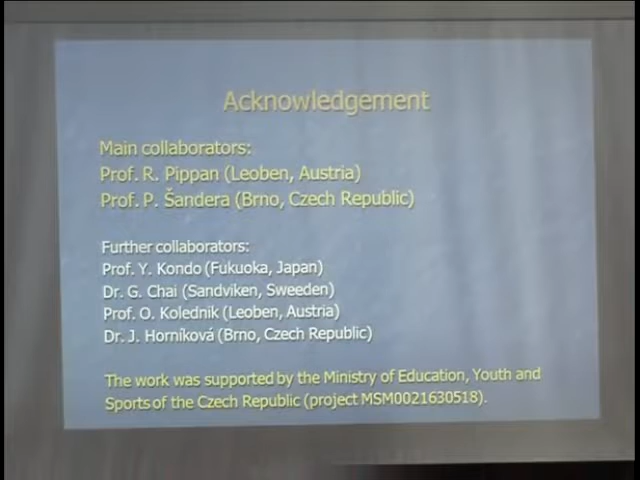 Acknowledgement
Main collaborators:
Prof. R. Pippan (Leoben, Austria)
Prof. P. Šandera (Brno, Czech Republic)
Further collaborators:
Prof. Y. Kondo (Fukuoka, Japan)
Dr. G. Chai (Sandviken, Sweeden)
Prof. O. Kolednik (Leoben, Austria)
Dr. J. Horníková (Brno, Czech Republic)
The work was supported by the Ministry of Education, Youth and
Sports of the Czech Republic (project MSM0021630518).